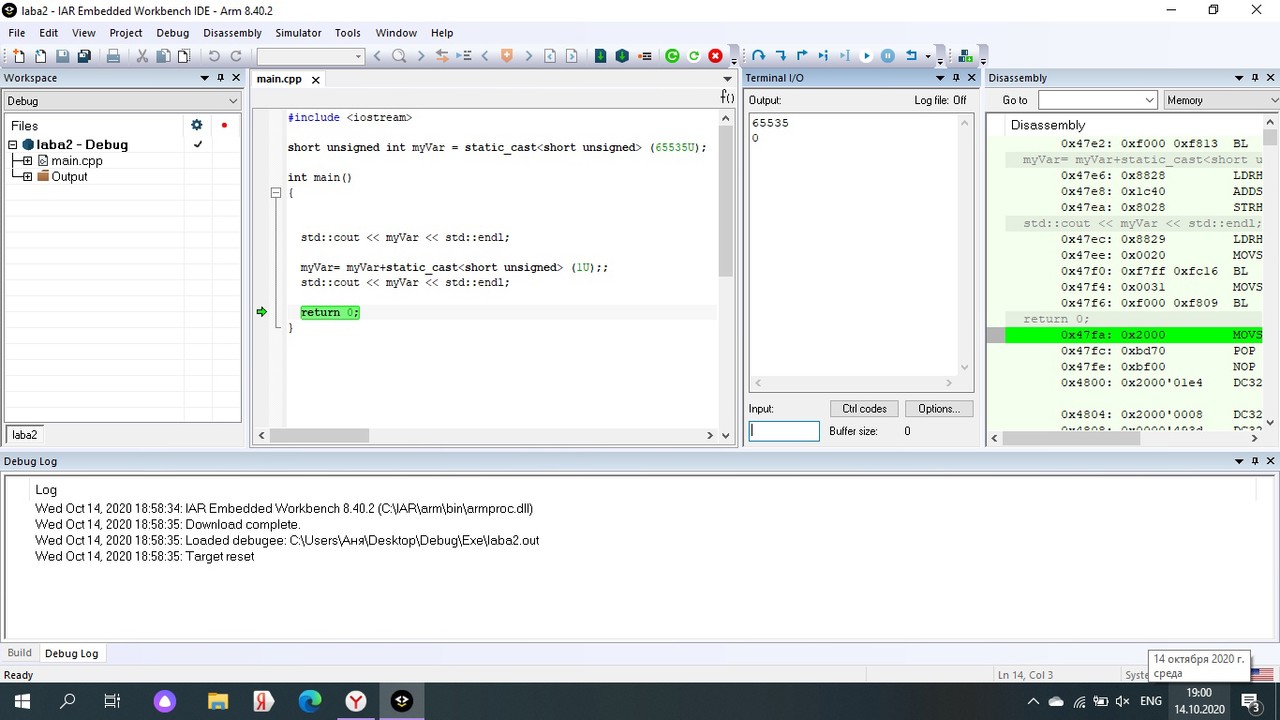 laba2 - IAR Embedded Workbench IDE - Arm 8.40.2
File Edit View Project Debug Disassembly Simulator Tools Window Help
Workspace
Debug
Files
laba2 - Debug
main.cpp
Output
laba2
main.cpp
f()
#include <iostream>
short unsigned int myVar = static_cast<short unsigned> (65535U);
int main()
{
std::cout << myVar << std::endl;
myVar= myVar+static_cast<short unsigned> (1U);;
std::cout << myVar << std::endl;
return 0;
}
Terminal I/O
Output: Log file: Off
65535
0
Input: Ctrl codes Options...
Buffer size: 0
Disassembly
Go to Memory
Disassembly
0x47e2: 0xf000 0xf813 BL
myVar= myVar+static_cast<short u
0x47e6: 0x8828 LDRH
0x47e8: 0x1c40 ADDS
0x47ea: 0x8028 STRH
std::cout << myVar << std::endl;
0x47ec: 0x8829 LDRH
0x47ee: 0x0020 MOVS
0x47f0: 0xf7ff 0xfc16 BL
0x47f4: 0x0031 MOVS
0x47f6: 0xf000 0xf809 BL
return 0;
0x47fa: 0x2000 MOVS
0x47fc: 0xbd70 POP
0x47fe: 0xbf00 NOP
0x4800: 0x2000'01e4 DC32
0x4804: 0x2000'0008 DC32
0x4808: 0x0000'493d DC32
Debug Log
Log
Wed Oct 14, 2020 18:58:34: IAR Embedded Workbench 8.40.2 (C:\IAR\arm\bin\armproc.dll)
Wed Oct 14, 2020 18:58:35: Download complete.
Wed Oct 14, 2020 18:58:35: Loaded debugee: C:\Users\Аня\Desktop\Debug\Exe\laba2.out
Wed Oct 14, 2020 18:58:35: Target reset
Build Debug Log
Ready Ln 14, Col 3 Syste
14 октября 2020 г.
среда
ENG 19:00
14.10.2020
3